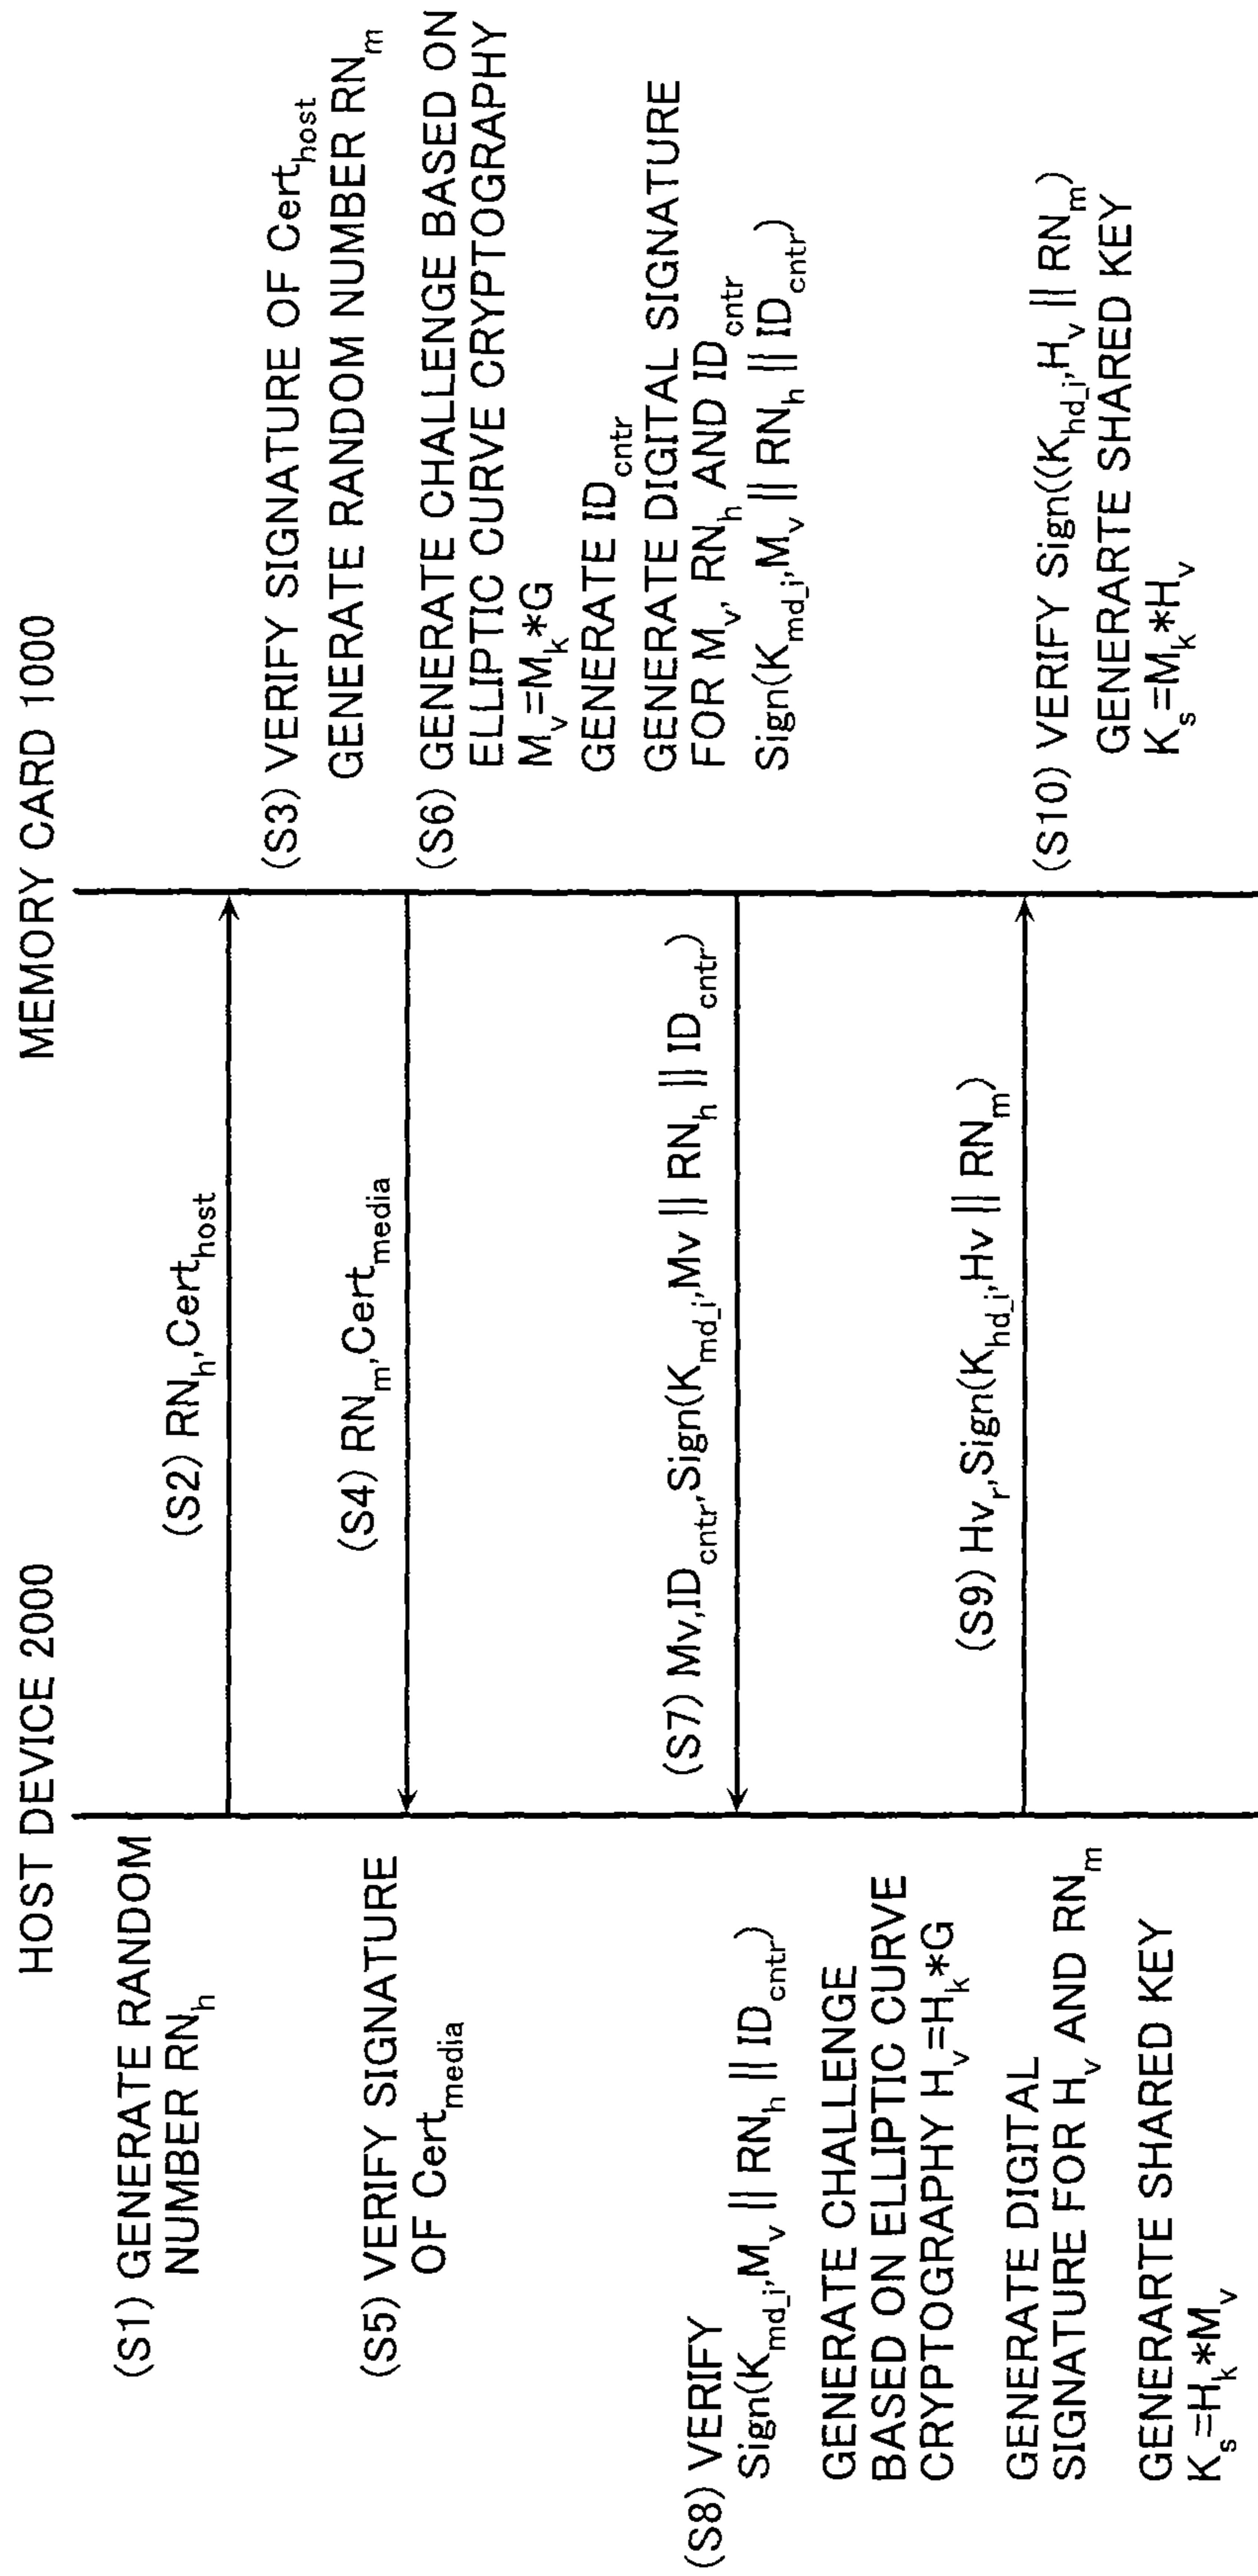 HOST DEVICE 2000
MEMORY CARD 1000
(S1) GENERATE RANDOM
NUMBER RN_h
(S2) RN_h,Cert_host
(S3) VERIFY SIGNATURE OF Cert_host
GENERATE RANDOM NUMBER RN_m
(S4) RN_m,Cert_media
(S5) VERIFY SIGNATURE
OF Cert_media
(S6) GENERATE CHALLENGE BASED ON
ELLIPTIC CURVE CRYPTOGRAPHY
M_v=M_k*G
GENERATE ID_cntr
GENERATE DIGITAL SIGNATURE
FOR M_v, RN_h AND ID_cntr
Sign(K_md_i,M_v || RN_h || ID_cntr)
(S7) Mv,ID_cntr,Sign(K_md_i,Mv || RN_h || ID_cntr)
(S8) VERIFY
Sign(K_md_i,M_v || RN_h || ID_cntr)
GENERATE CHALLENGE
BASED ON ELLIPTIC CURVE
CRYPTOGRAPHY H_v=H_k*G
GENERATE DIGITAL
SIGNATURE FOR H_v AND RN_m
GENERARTE SHARED KEY
K_s=H_k*M_v
(S9) Hv_r,Sign(K_hd_i,Hv || RN_m)
(S10) VERIFY Sign((K_hd_i,H_v || RN_m)
GENERARTE SHARED KEY
K_s=M_k*H_v